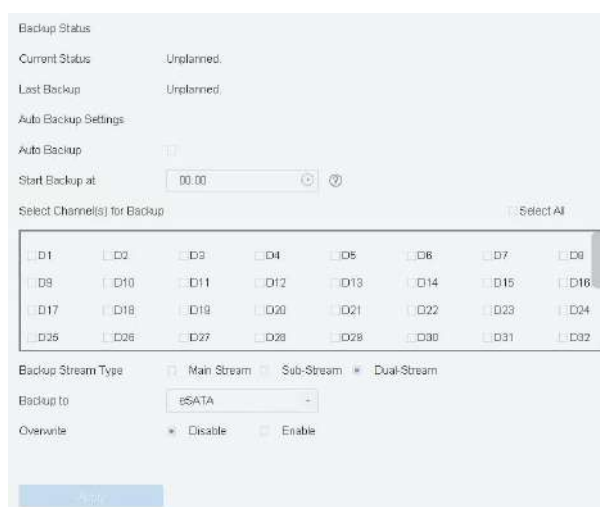 Backup Status
Current Status Unplanned.
Last Backup Unplanned.
Auto Backup Settings
Auto Backup
Start Backup at 00:00
Select Channel(s) for Backup Select All
D1 D2 D3 D4 D5 D6 D7 D8
D9 D10 D11 D12 D13 D14 D15 D16
D17 D18 D19 D20 D21 D22 D23 D24
D25 D26 D27 D28 D29 D30 D31 D32
Backup Stream Type Main Stream Sub-Stream Dual-Stream
Backup to eSATA
Overwrite Disable Enable
Apply